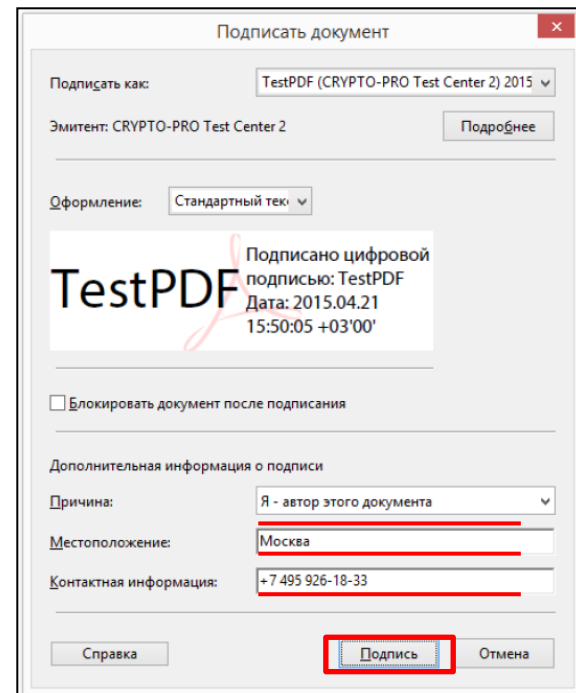 Подписать документ
Подписать как: TestPDF (CRYPTO-PRO Test Center 2) 2015
Эмитент: CRYPTO-PRO Test Center 2 Подробнее
Оформление: Стандартный тек
TestPDF
Подписано цифровой
подписью: TestPDF
Дата: 2015.04.21
15:50:05 +03'00'
Блокировать документ после подписания
Дополнительная информация о подписи
Причина: Я - автор этого документа
Местоположение: Москва
Контактная информация: +7 495 926-18-33
Справка Подпись Отмена